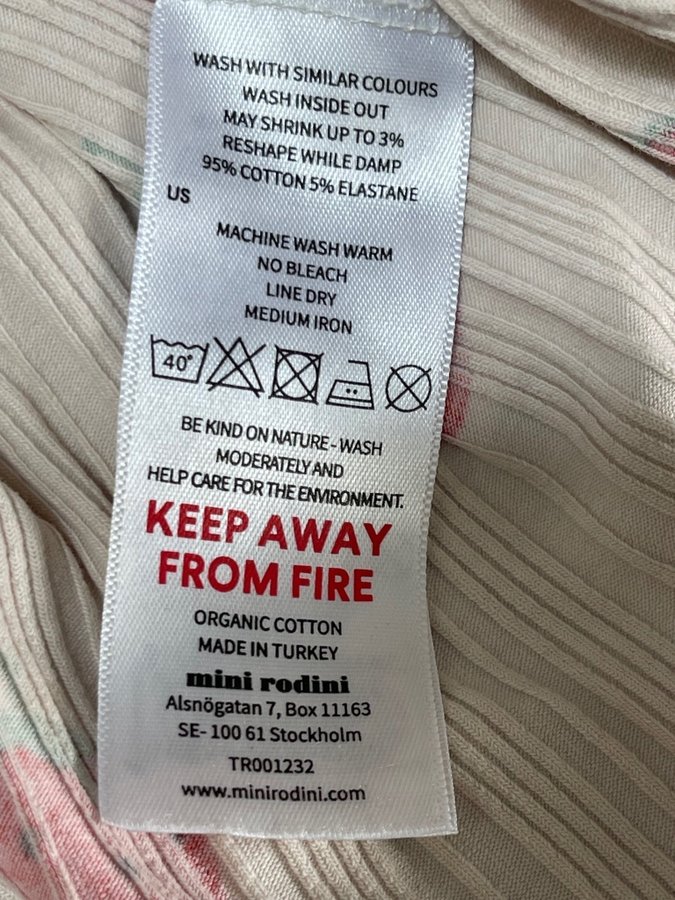 WASH WITH SIMILAR COLOURS
WASH INSIDE OUT
MAY SHRINK UP TO 3%
RESHAPE WHILE DAMP
95% COTTON 5% ELASTANE
US
MACHINE WASH WARM
NO BLEACH
LINE DRY
MEDIUM IRON
40°
BE KIND ON NATURE - WASH
MODERATELY AND
HELP CARE FOR THE ENVIRONMENT.
KEEP AWAY
FROM FIRE
ORGANIC COTTON
MADE IN TURKEY
mini rodini
Alsnögatan 7, Box 11163
SE- 100 61 Stockholm
TR001232
www.minirodini.com